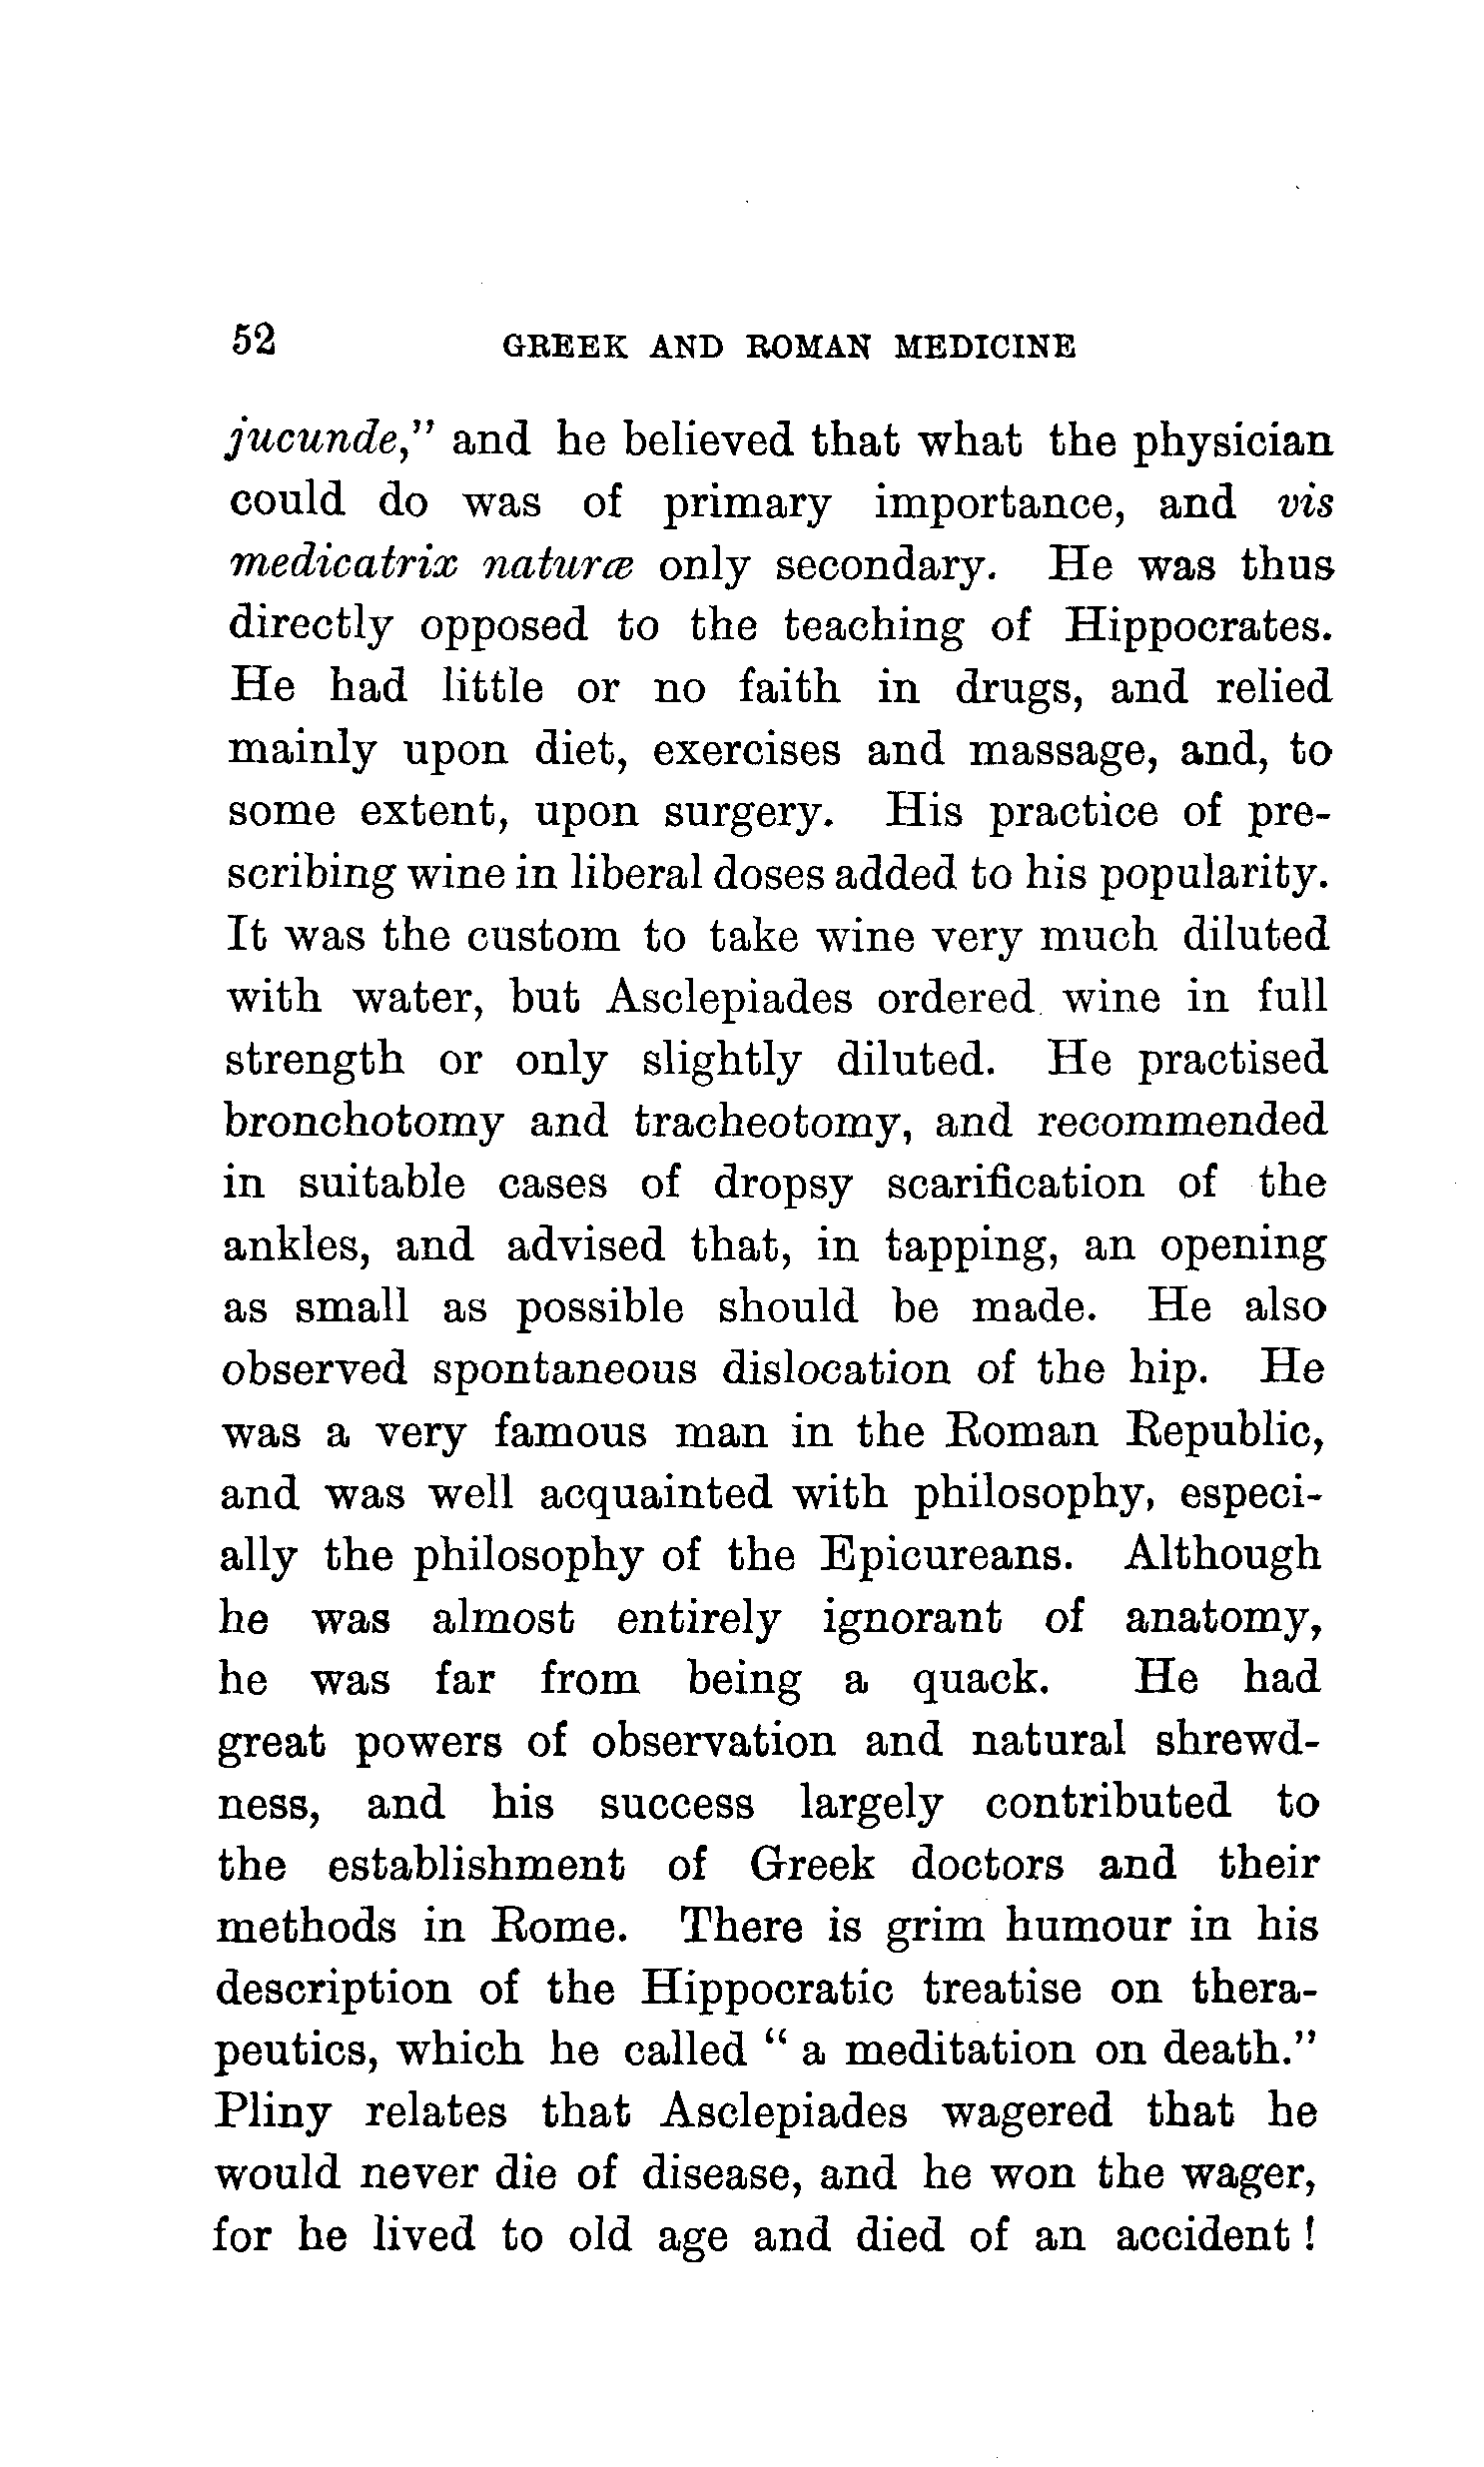 52 GREEK AND ROMAN MEDICINE
jucunde," and he believed that what the physician
could do was of primary importance, and vis
medicatrix naturæ only secondary. He was thus
directly opposed to the teaching of Hippocrates.
He had little or no faith in drugs, and relied
mainly upon diet, exercises and massage, and, to
some extent, upon surgery. His practice of pre-
scribing wine in liberal doses added to his popularity.
It was the custom to take wine very much diluted
with water, but Asclepiades ordered wine in full
strength or only slightly diluted. He practised
bronchotomy and tracheotomy, and recommended
in suitable cases of dropsy scarification of the
ankles, and advised that, in tapping, an opening
as small as possible should be made. He also
observed spontaneous dislocation of the hip. He
was a very famous man in the Roman Republic,
and was well acquainted with philosophy, especi-
ally the philosophy of the Epicureans. Although
he was almost entirely ignorant of anatomy,
he was far from being a quack. He had
great powers of observation and natural shrewd-
ness, and his success largely contributed to
the establishment of Greek doctors and their
methods in Rome. There is grim humour in his
description of the Hippocratic treatise on thera-
peutics, which he called " a meditation on death."
Pliny relates that Asclepiades wagered that he
would never die of disease, and he won the wager,
for he lived to old age and died of an accident !